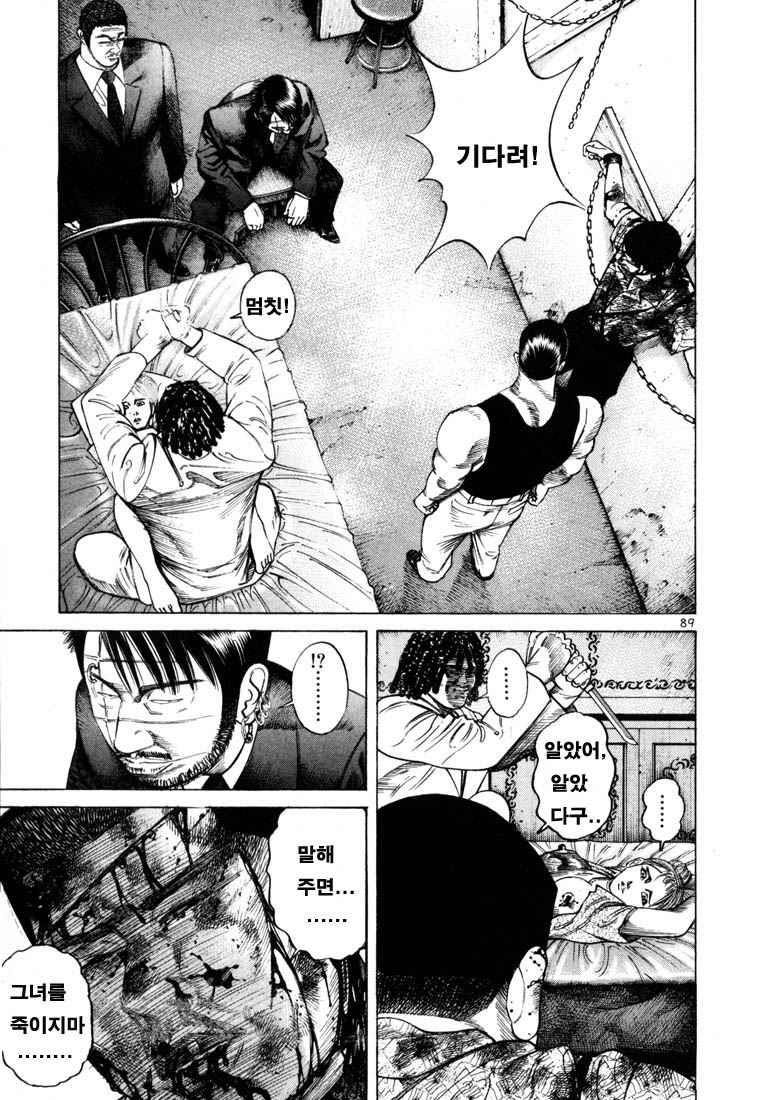 기다려!
멈칫!
89
알았어,
알았
다구..
......
......
!?
......
말해
주면...
......
그녀를
죽이지마
........